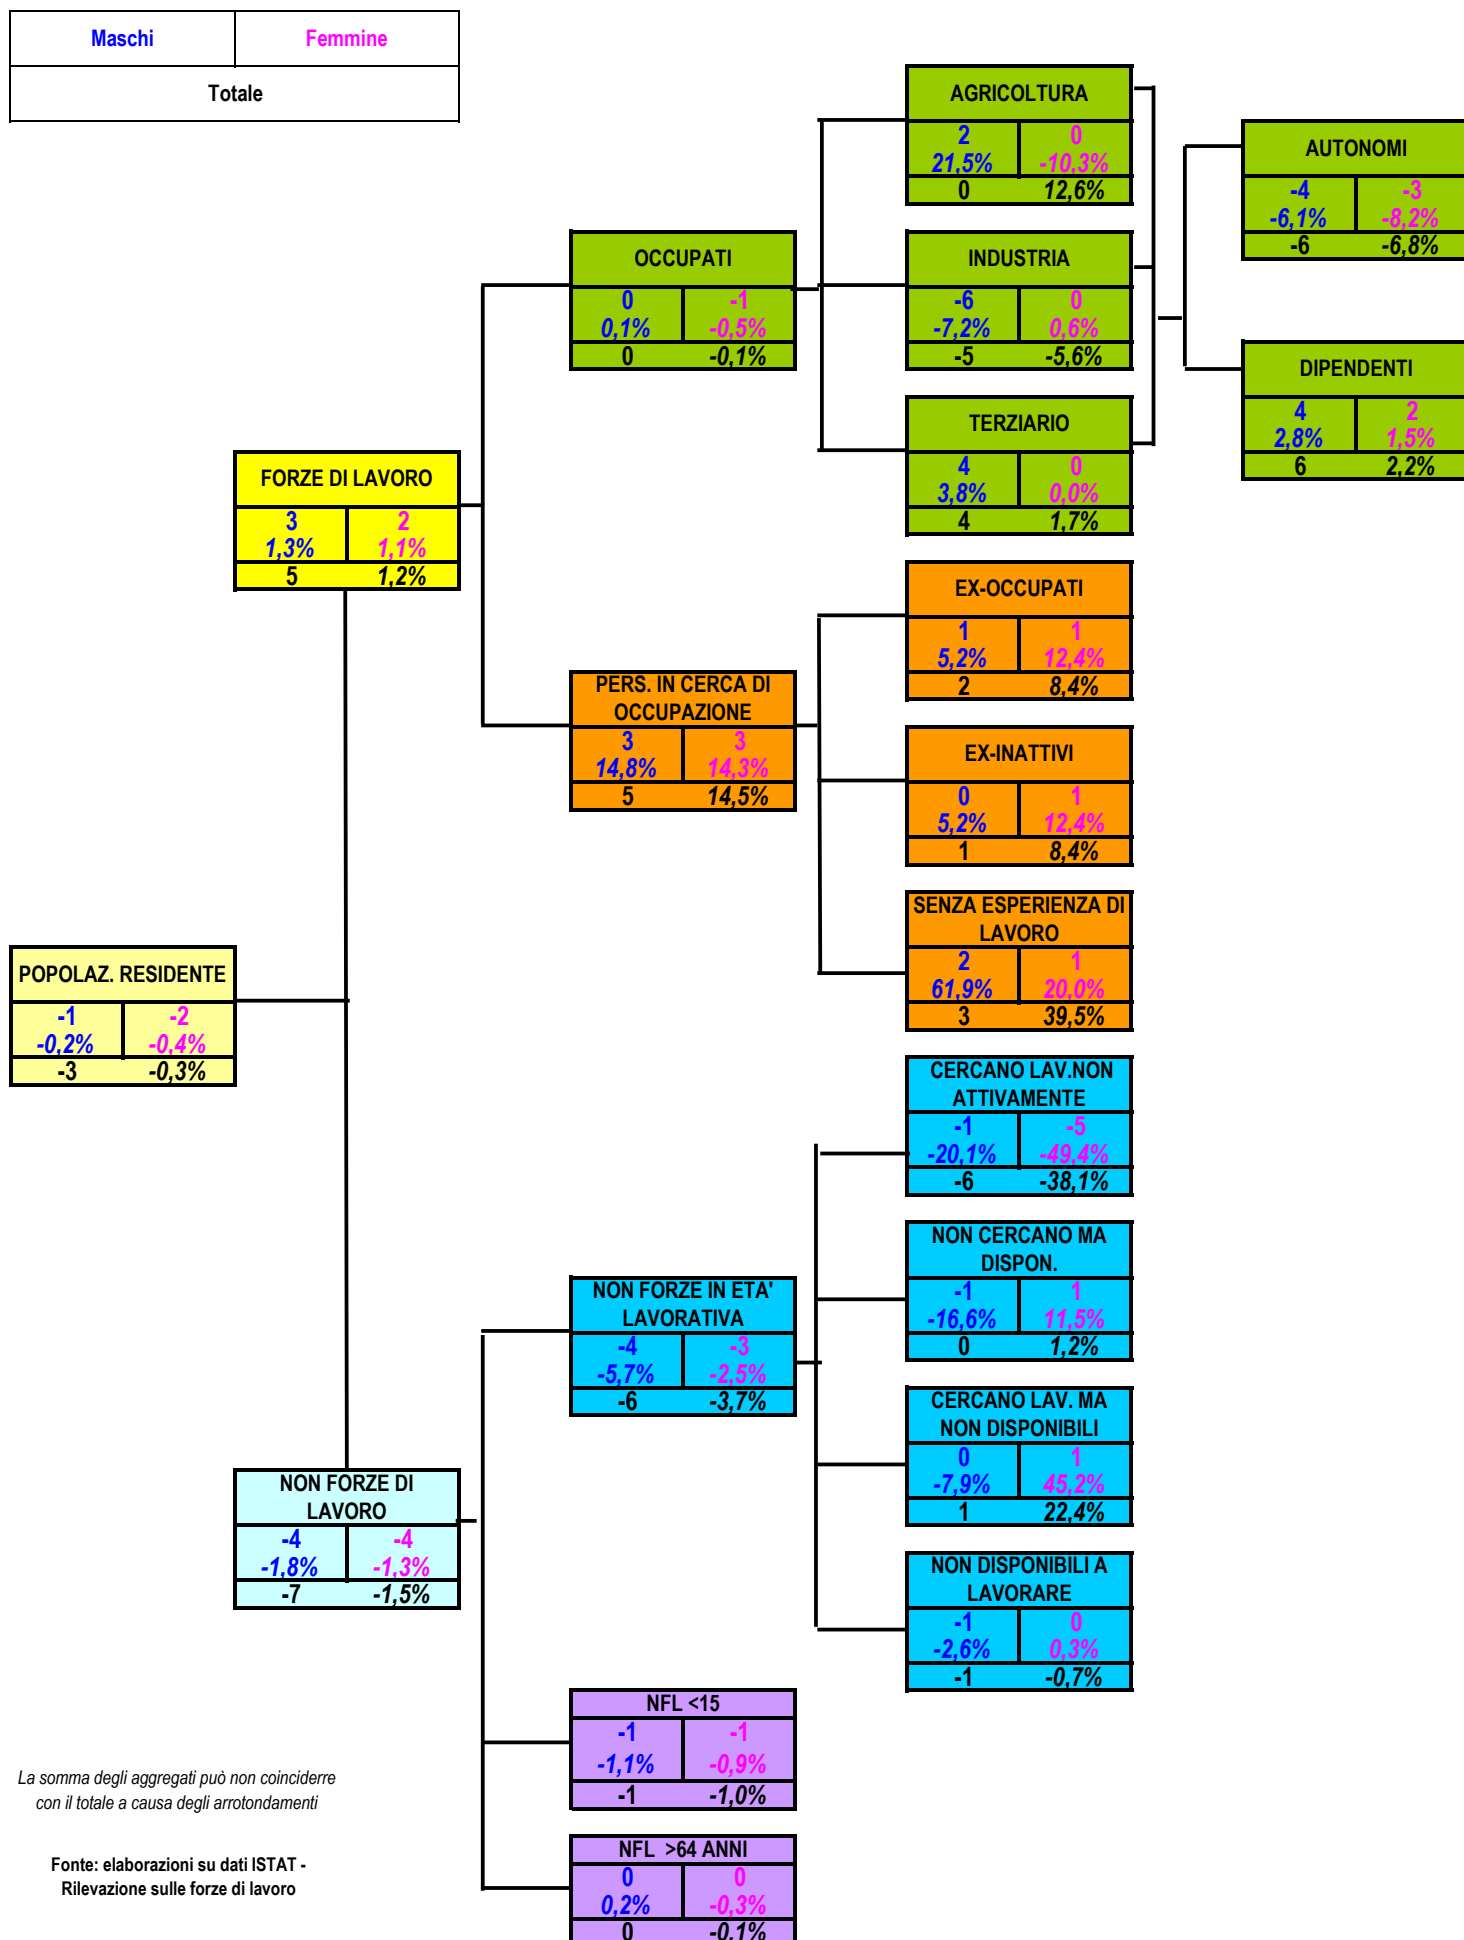 Maschi Femmine
Totale
AGRICOLTURA
2 0
21,5% -10,3%
0 12,6%
AUTONOMI
-4 -3
-6,1% -8,2%
-6 -6,8%
OCCUPATI
0 -1
0,1% -0,5%
0 -0,1%
INDUSTRIA
-6 0
-7,2% 0,6%
-5 -5,6%
DIPENDENTI
4 2
2,8% 1,5%
6 2,2%
TERZIARIO
4 0
3,8% 0,0%
4 1,7%
FORZE DI LAVORO
3 2
1,3% 1,1%
5 1,2%
EX-OCCUPATI
1 1
5,2% 12,4%
2 8,4%
PERS. IN CERCA DI
OCCUPAZIONE
3 3
14,8% 14,3%
5 14,5%
EX-INATTIVI
0 1
5,2% 12,4%
1 8,4%
SENZA ESPERIENZA DI
LAVORO
2 1
61,9% 20,0%
3 39,5%
POPOLAZ. RESIDENTE
-1 -2
-0,2% -0,4%
-3 -0,3%
CERCANO LAV.NON
ATTIVAMENTE
-1 -5
-20,1% -49,4%
-6 -38,1%
NON CERCANO MA
DISPON.
-1 1
-16,6% 11,5%
0 1,2%
NON FORZE IN ETA'
LAVORATIVA
-4 -3
-5,7% -2,5%
-6 -3,7%
CERCANO LAV. MA
NON DISPONIBILI
0 1
-7,9% 45,2%
1 22,4%
NON FORZE DI
LAVORO
-4 -4
-1,8% -1,3%
-7 -1,5%
NON DISPONIBILI A
LAVORARE
-1 0
-2,6% 0,3%
-1 -0,7%
NFL <15
-1 -1
-1,1% -0,9%
-1 -1,0%
La somma degli aggregati può non coinciderre
con il totale a causa degli arrotondamenti
NFL >64 ANNI
0 0
0,2% -0,3%
0 -0,1%
Fonte: elaborazioni su dati ISTAT -
Rilevazione sulle forze di lavoro